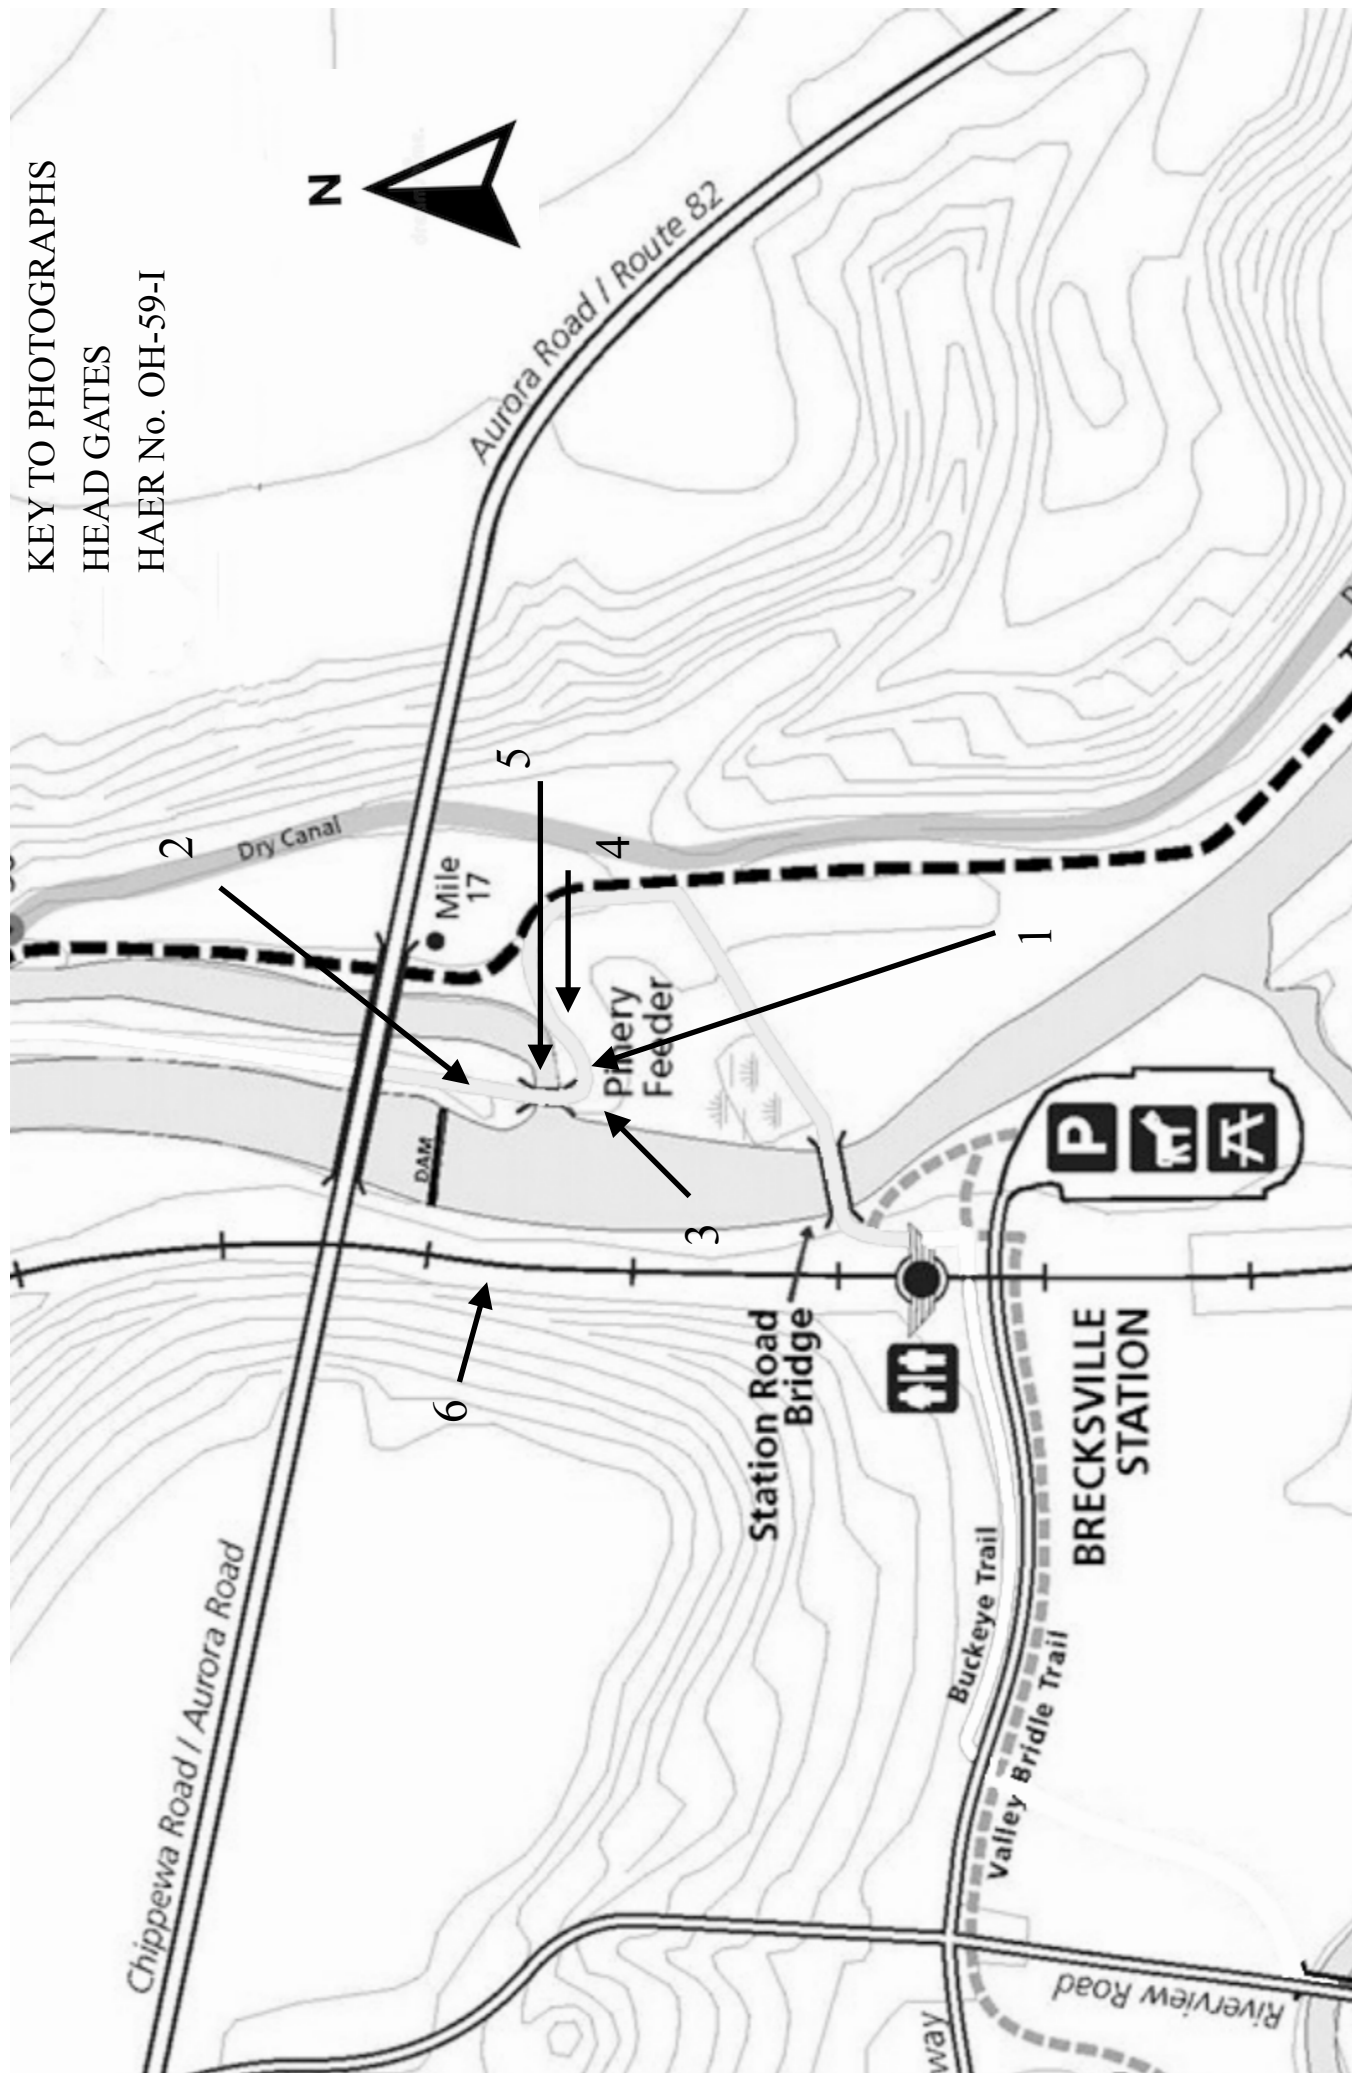 KEY TO PHOTOGRAPHS
HEAD GATES
HAER No. OH-59-I
N
Chippewa Road / Aurora Road
Aurora Road / Route 82
2
Dry Canal
5
Mile
17
4
DAM
Pinery
Feeder
6
3
1
Station Road
Bridge
P
BRECKSVILLE
STATION
Buckeye Trail
Valley Bridle Trail
Riverview Road
way